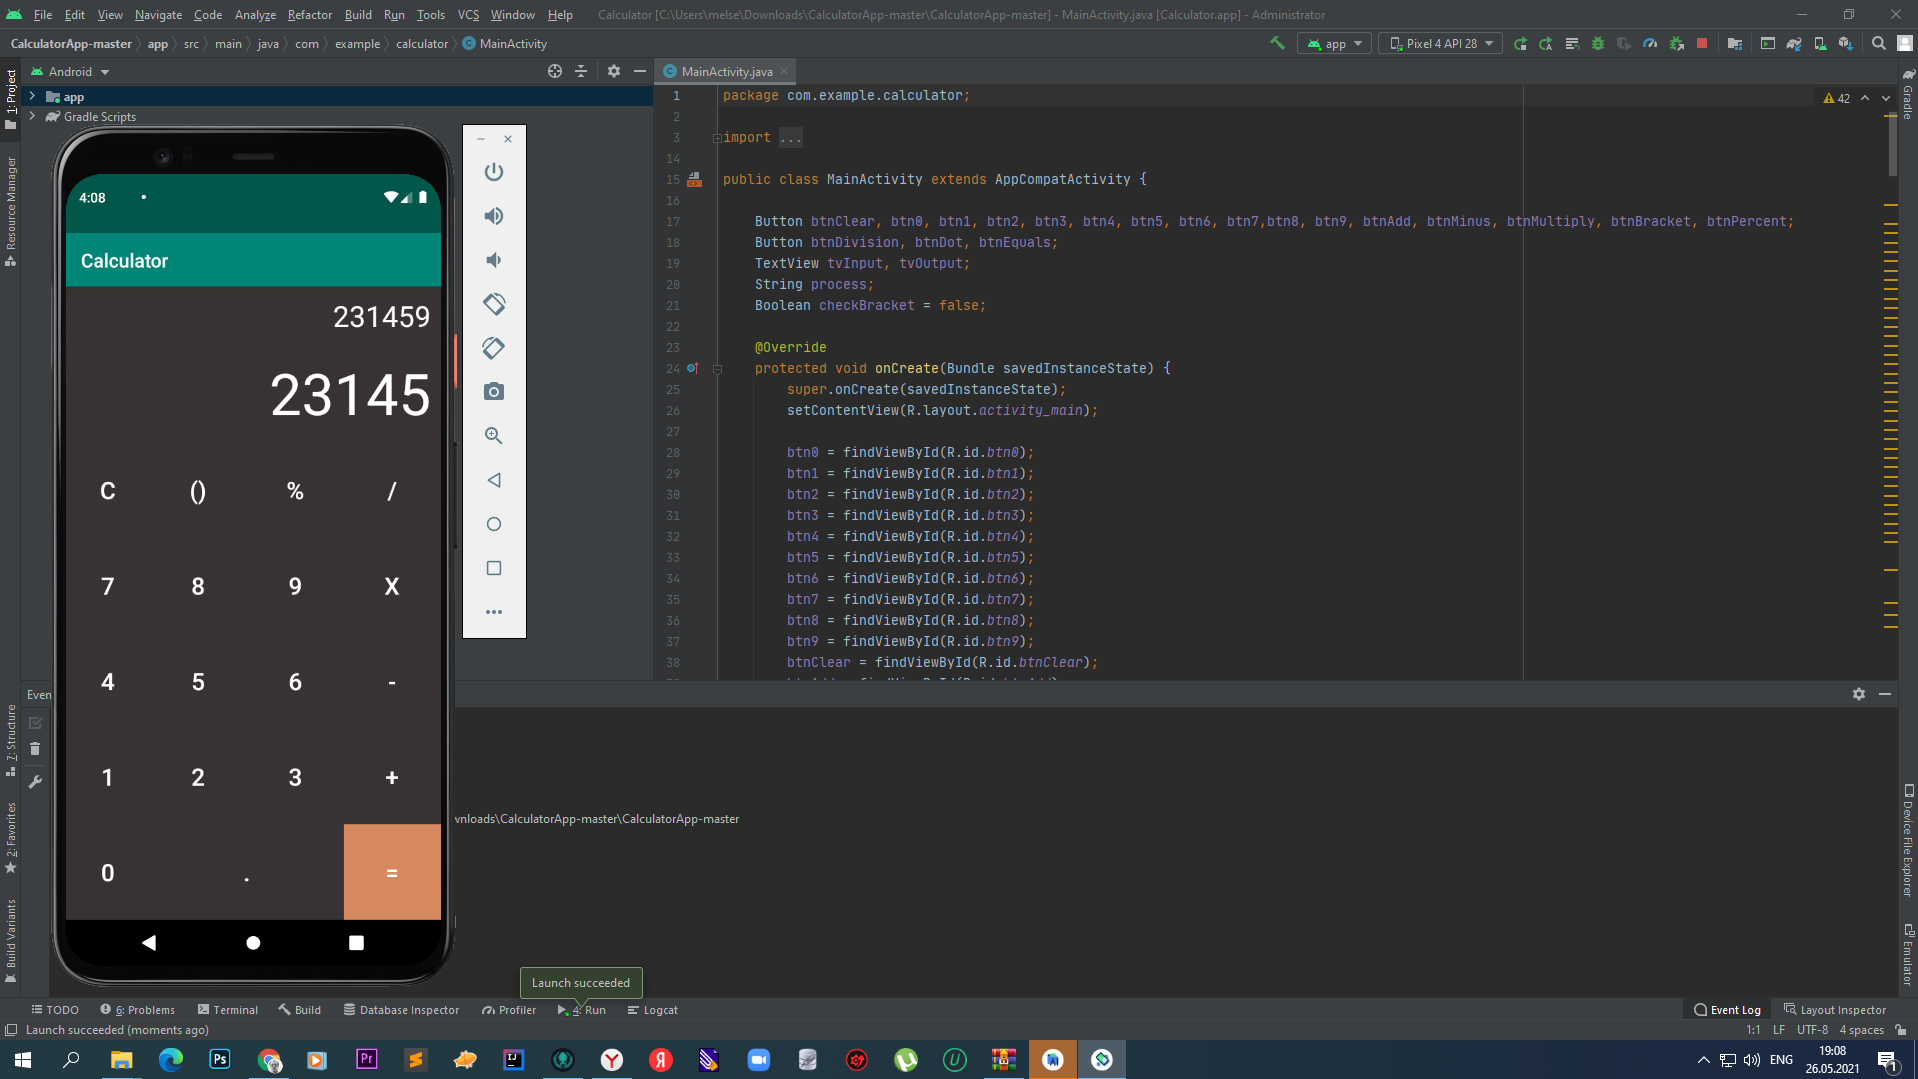 File Edit View Navigate Code Analyze Refactor Build Run Tools VCS Window Help Calculator [C:\Users\melse\Downloads\CalculatorApp-master\CalculatorApp-master] - MainActivity.java [Calculator.app] - Administrator
CalculatorApp-master app src main java com example calculator MainActivity
app Pixel 4 API 28
Android
MainActivity.java
1: Project
Resource Manager
7: Structure
2: Favorites
Build Variants
app
Gradle Scripts
4:08
Calculator
231459
23145
C () % /
7 8 9 X
4 5 6 -
1 2 3 +
0 . =
42
1 package com.example.calculator;
2
3 import ...
14
15 public class MainActivity extends AppCompatActivity {
16
17 Button btnClear, btn0, btn1, btn2, btn3, btn4, btn5, btn6, btn7,btn8, btn9, btnAdd, btnMinus, btnMultiply, btnBracket, btnPercent;
18 Button btnDivision, btnDot, btnEquals;
19 TextView tvInput, tvOutput;
20 String process;
21 Boolean checkBracket = false;
22
23 @Override
24 protected void onCreate(Bundle savedInstanceState) {
25 super.onCreate(savedInstanceState);
26 setContentView(R.layout.activity_main);
27
28 btn0 = findViewById(R.id.btn0);
29 btn1 = findViewById(R.id.btn1);
30 btn2 = findViewById(R.id.btn2);
31 btn3 = findViewById(R.id.btn3);
32 btn4 = findViewById(R.id.btn4);
33 btn5 = findViewById(R.id.btn5);
34 btn6 = findViewById(R.id.btn6);
35 btn7 = findViewById(R.id.btn7);
36 btn8 = findViewById(R.id.btn8);
37 btn9 = findViewById(R.id.btn9);
38 btnClear = findViewById(R.id.btnClear);
Gradle
Device File Explorer
Emulator
Even
wnloads\CalculatorApp-master\CalculatorApp-master
Launch succeeded
TODO 6: Problems Terminal Build Database Inspector Profiler 4: Run Logcat Event Log Layout Inspector
Launch succeeded (moments ago) 1:1 LF UTF-8 4 spaces
Ps Pr IJ Y Я U
ENG
19:08
26.05.2021
1